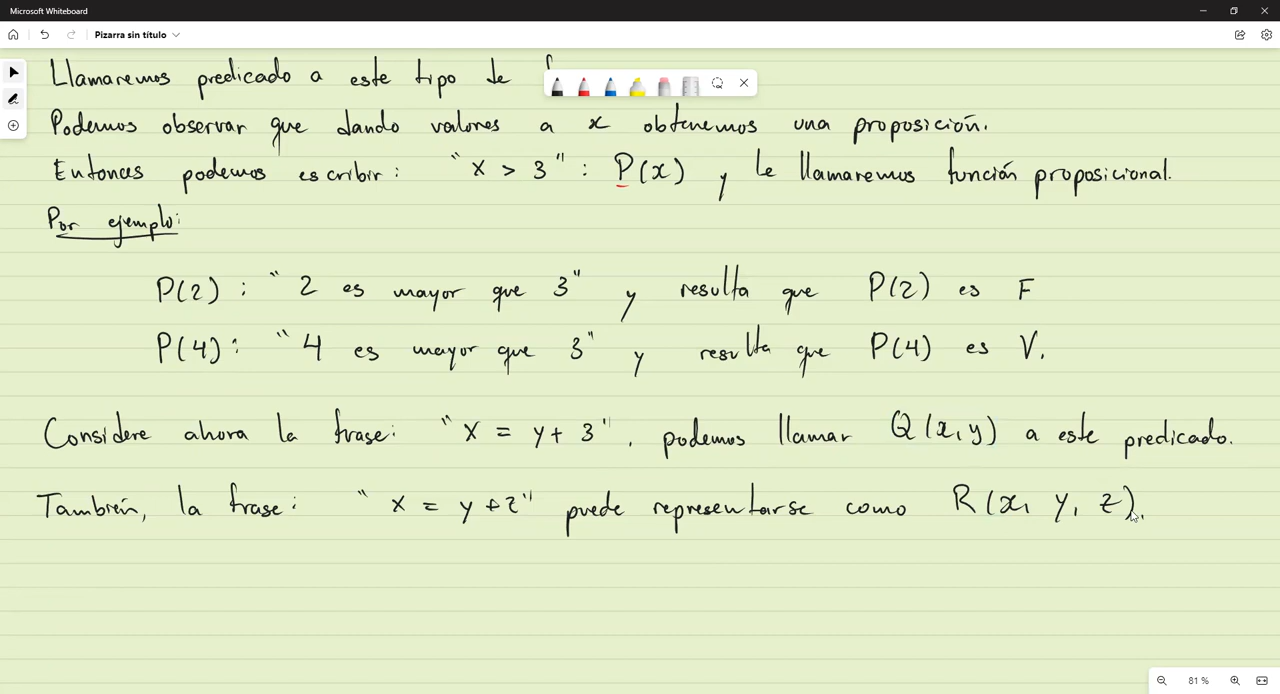 Microsoft Whiteboard
Pizarra sin título
Llamaremos predicado a este tipo de
Podemos observar que dando valores a x obtenemos una proposición.
Entonces podemos escribir: "x > 3" : P(x) y le llamaremos función proposicional.
Por ejemplo:
P(2) : "2 es mayor que 3" y resulta que P(2) es F
P(4) : "4 es mayor que 3" y resulta que P(4) es V.
Considere ahora la frase: "x = y + 3", podemos llamar Q(x,y) a este predicado.
También, la frase: "x = y + z" puede representarse como R(x, y, z).
81 %